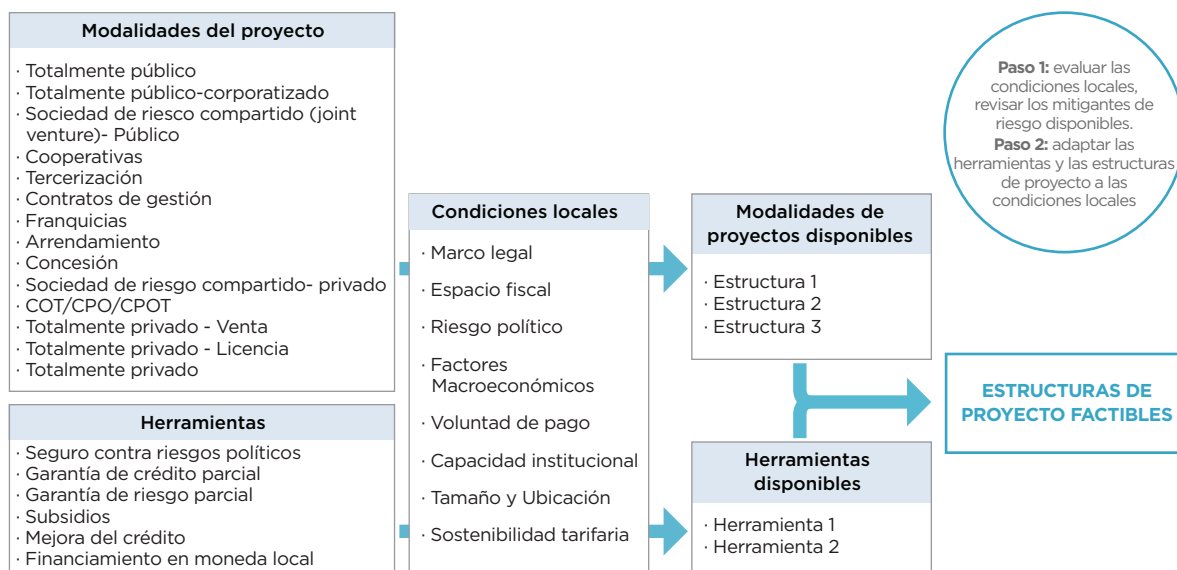 Modalidades del proyecto
· Totalmente público
· Totalmente público-corporatizado
· Sociedad de riesco compartido (joint
venture)- Público
· Cooperativas
· Tercerización
· Contratos de gestión
· Franquicias
· Arrendamiento
· Concesión
· Sociedad de riesgo compartido- privado
· COT/CPO/CPOT
· Totalmente privado - Venta
· Totalmente privado - Licencia
· Totalmente privado
Herramientas
· Seguro contra riesgos políticos
· Garantía de crédito parcial
· Garantía de riesgo parcial
· Subsidios
· Mejora del crédito
· Financiamiento en moneda local
Condiciones locales
· Marco legal
· Espacio fiscal
· Riesgo político
· Factores
Macroeconómicos
· Voluntad de pago
· Capacidad institucional
· Tamaño y Ubicación
· Sostenibilidad tarifaria
Modalidades de
proyectos disponibles
· Estructura 1
· Estructura 2
· Estructura 3
Herramientas
disponibles
· Herramienta 1
· Herramienta 2
Paso 1: evaluar las
condiciones locales,
revisar los mitigantes de
riesgo disponibles.
Paso 2: adaptar las
herramientas y las estructuras
de proyecto a las
condiciones locales
ESTRUCTURAS DE
PROYECTO FACTIBLES